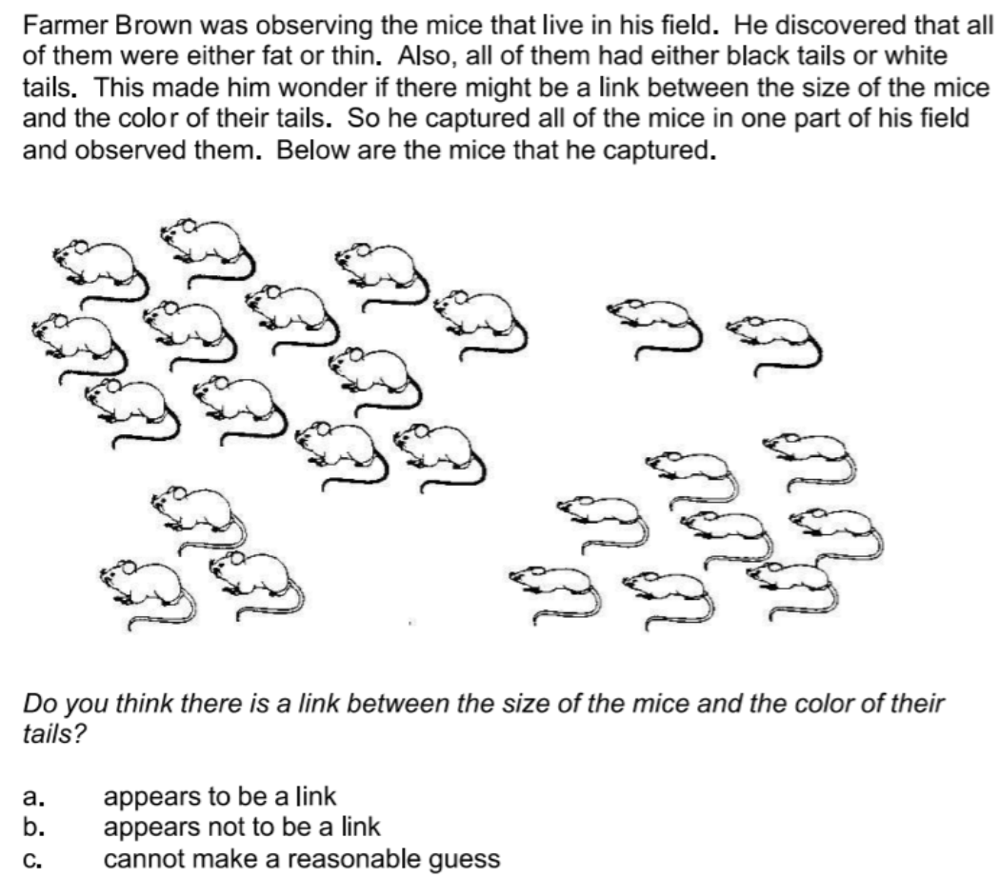 Farmer Brown was observing the mice that live in his field. He discovered that all
of them were either fat or thin. Also, all of them had either black tails or white
tails. This made him wonder if there might be a link between the size of the mice
and the color of their tails. So he captured all of the mice in one part of his field
and observed them. Below are the mice that he captured.
Do you think there is a link between the size of the mice and the color of their
tails?
a. appears to be a link
b. appears not to be a link
c. cannot make a reasonable guess